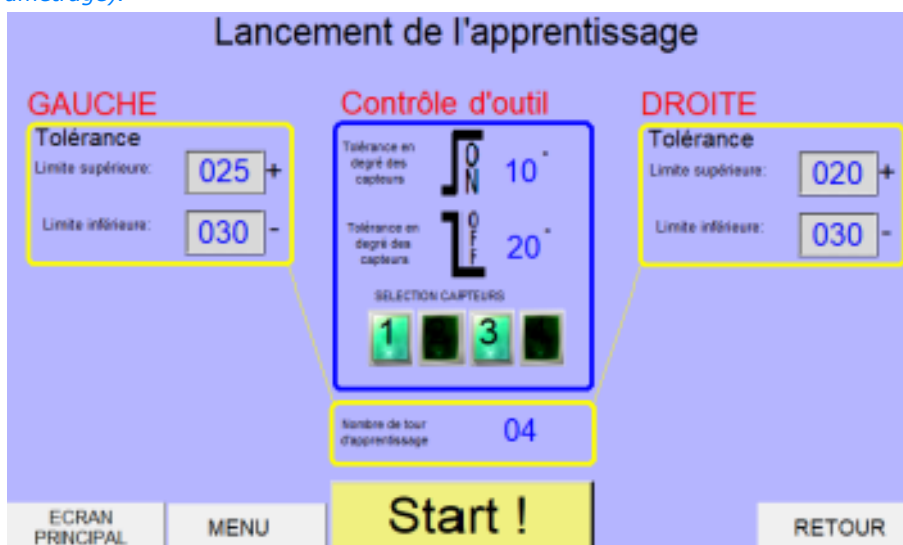 Lancement de l'apprentissage
GAUCHE
Tolérance
Limite supérieure:
025 +
Limite inférieure:
030 -
Contrôle d'outil
Tolérance en
degré des
capteurs
ON
10°
Tolérance en
degré des
capteurs
OFF
20°
SELECTION CAPTEURS
1 3
Nombre de tour
d'apprentissage
04
DROITE
Tolérance
Limite supérieure:
020 +
Limite inférieure:
030 -
ECRAN
PRINCIPAL
MENU
Start !
RETOUR